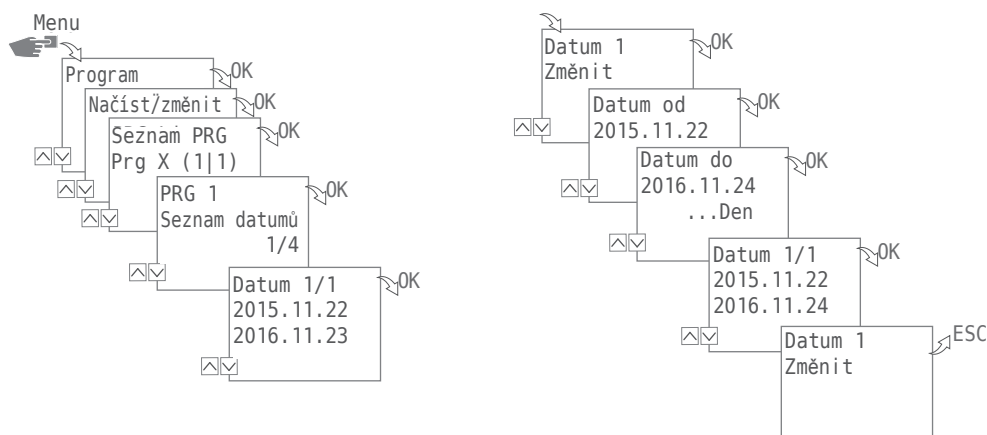 Menu
Program
OK
Načíst/změnit
OK
Seznam PRG
Prg X (1|1)
OK
PRG 1
Seznam datumů
1/4
OK
Datum 1/1
2015.11.22
2016.11.23
OK
Datum 1
Změnit
OK
Datum od
2015.11.22
OK
Datum do
2016.11.24
...Den
OK
Datum 1/1
2015.11.22
2016.11.24
OK
Datum 1
Změnit
ESC